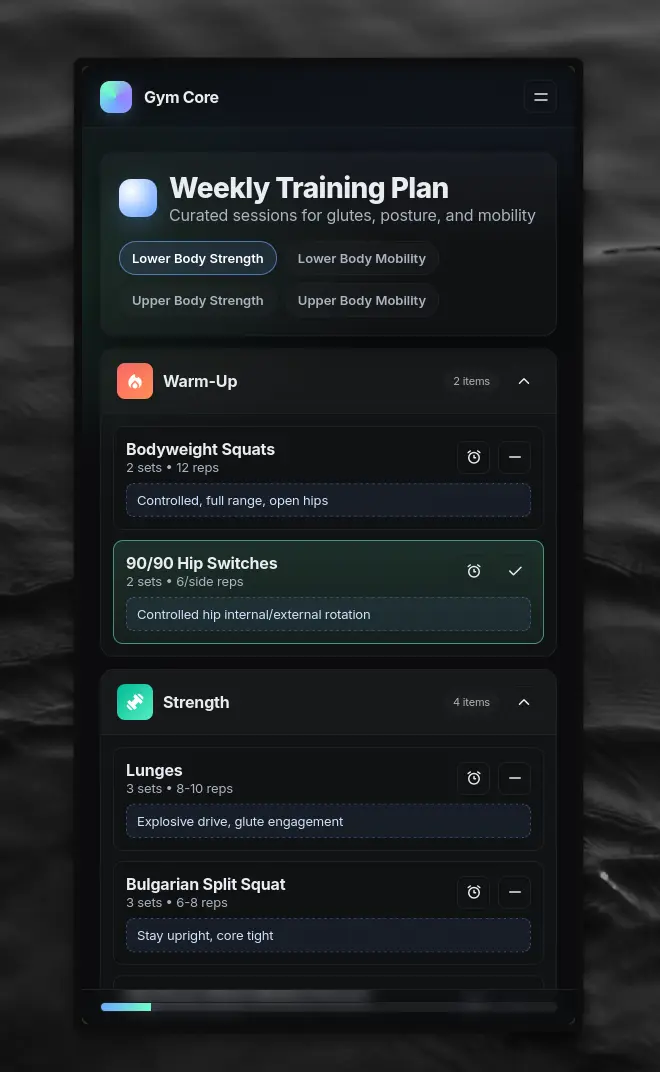 Gym Core
Weekly Training Plan
Curated sessions for glutes, posture, and mobility
Lower Body Strength
Lower Body Mobility
Upper Body Strength
Upper Body Mobility
Warm-Up
2 items
Bodyweight Squats
2 sets • 12 reps
Controlled, full range, open hips
90/90 Hip Switches
2 sets • 6/side reps
Controlled hip internal/external rotation
Strength
4 items
Lunges
3 sets • 8-10 reps
Explosive drive, glute engagement
Bulgarian Split Squat
3 sets • 6-8 reps
Stay upright, core tight